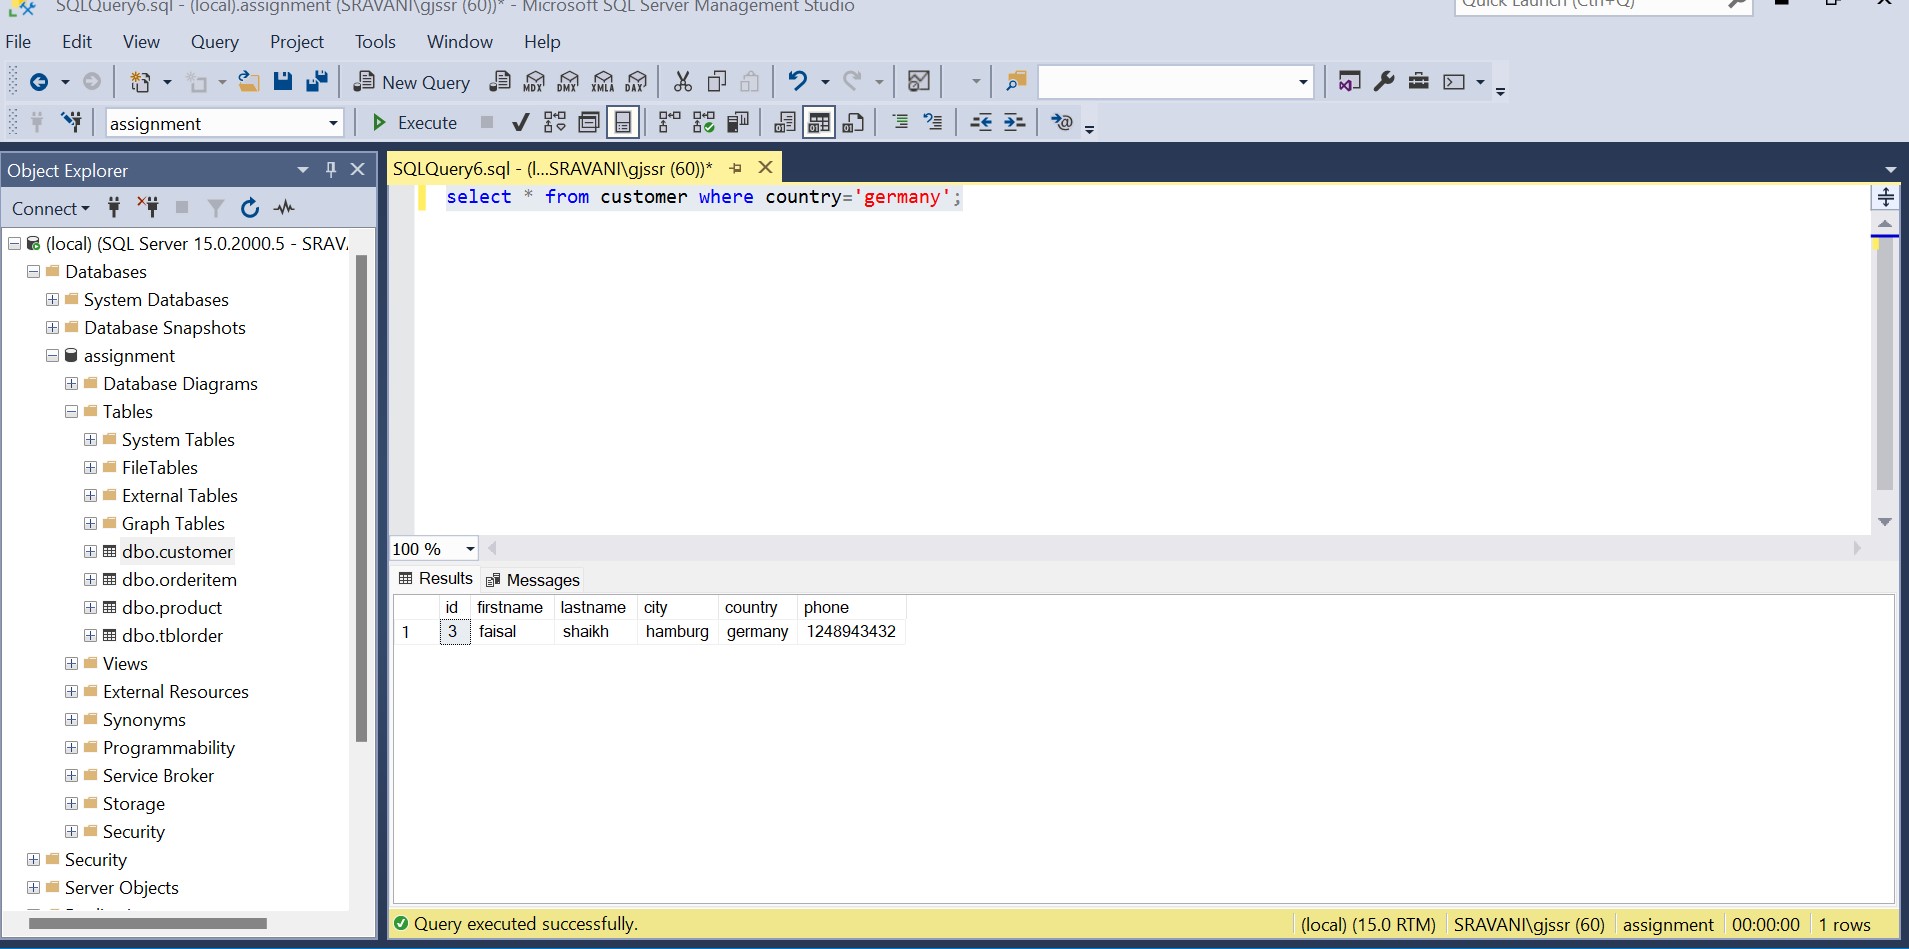 SQLQuery6.sql - (local).assignment (SRAVANI\gjssr (60))* - Microsoft SQL Server Management Studio
Quick Launch (Ctrl+Q)
File Edit View Query Project Tools Window Help
New Query MDX DMX XMLA DAX
assignment Execute
Object Explorer
Connect
(local) (SQL Server 15.0.2000.5 - SRAV
Databases
System Databases
Database Snapshots
assignment
Database Diagrams
Tables
System Tables
FileTables
External Tables
Graph Tables
dbo.customer
dbo.orderitem
dbo.product
dbo.tblorder
Views
External Resources
Synonyms
Programmability
Service Broker
Storage
Security
Security
Server Objects
SQLQuery6.sql - (l...SRAVANI\gjssr (60))*
select * from customer where country='germany';
100 %
Results Messages
id firstname lastname city country phone
1 3 faisal shaikh hamburg germany 1248943432
Query executed successfully. (local) (15.0 RTM) SRAVANI\gjssr (60) assignment 00:00:00 1 rows